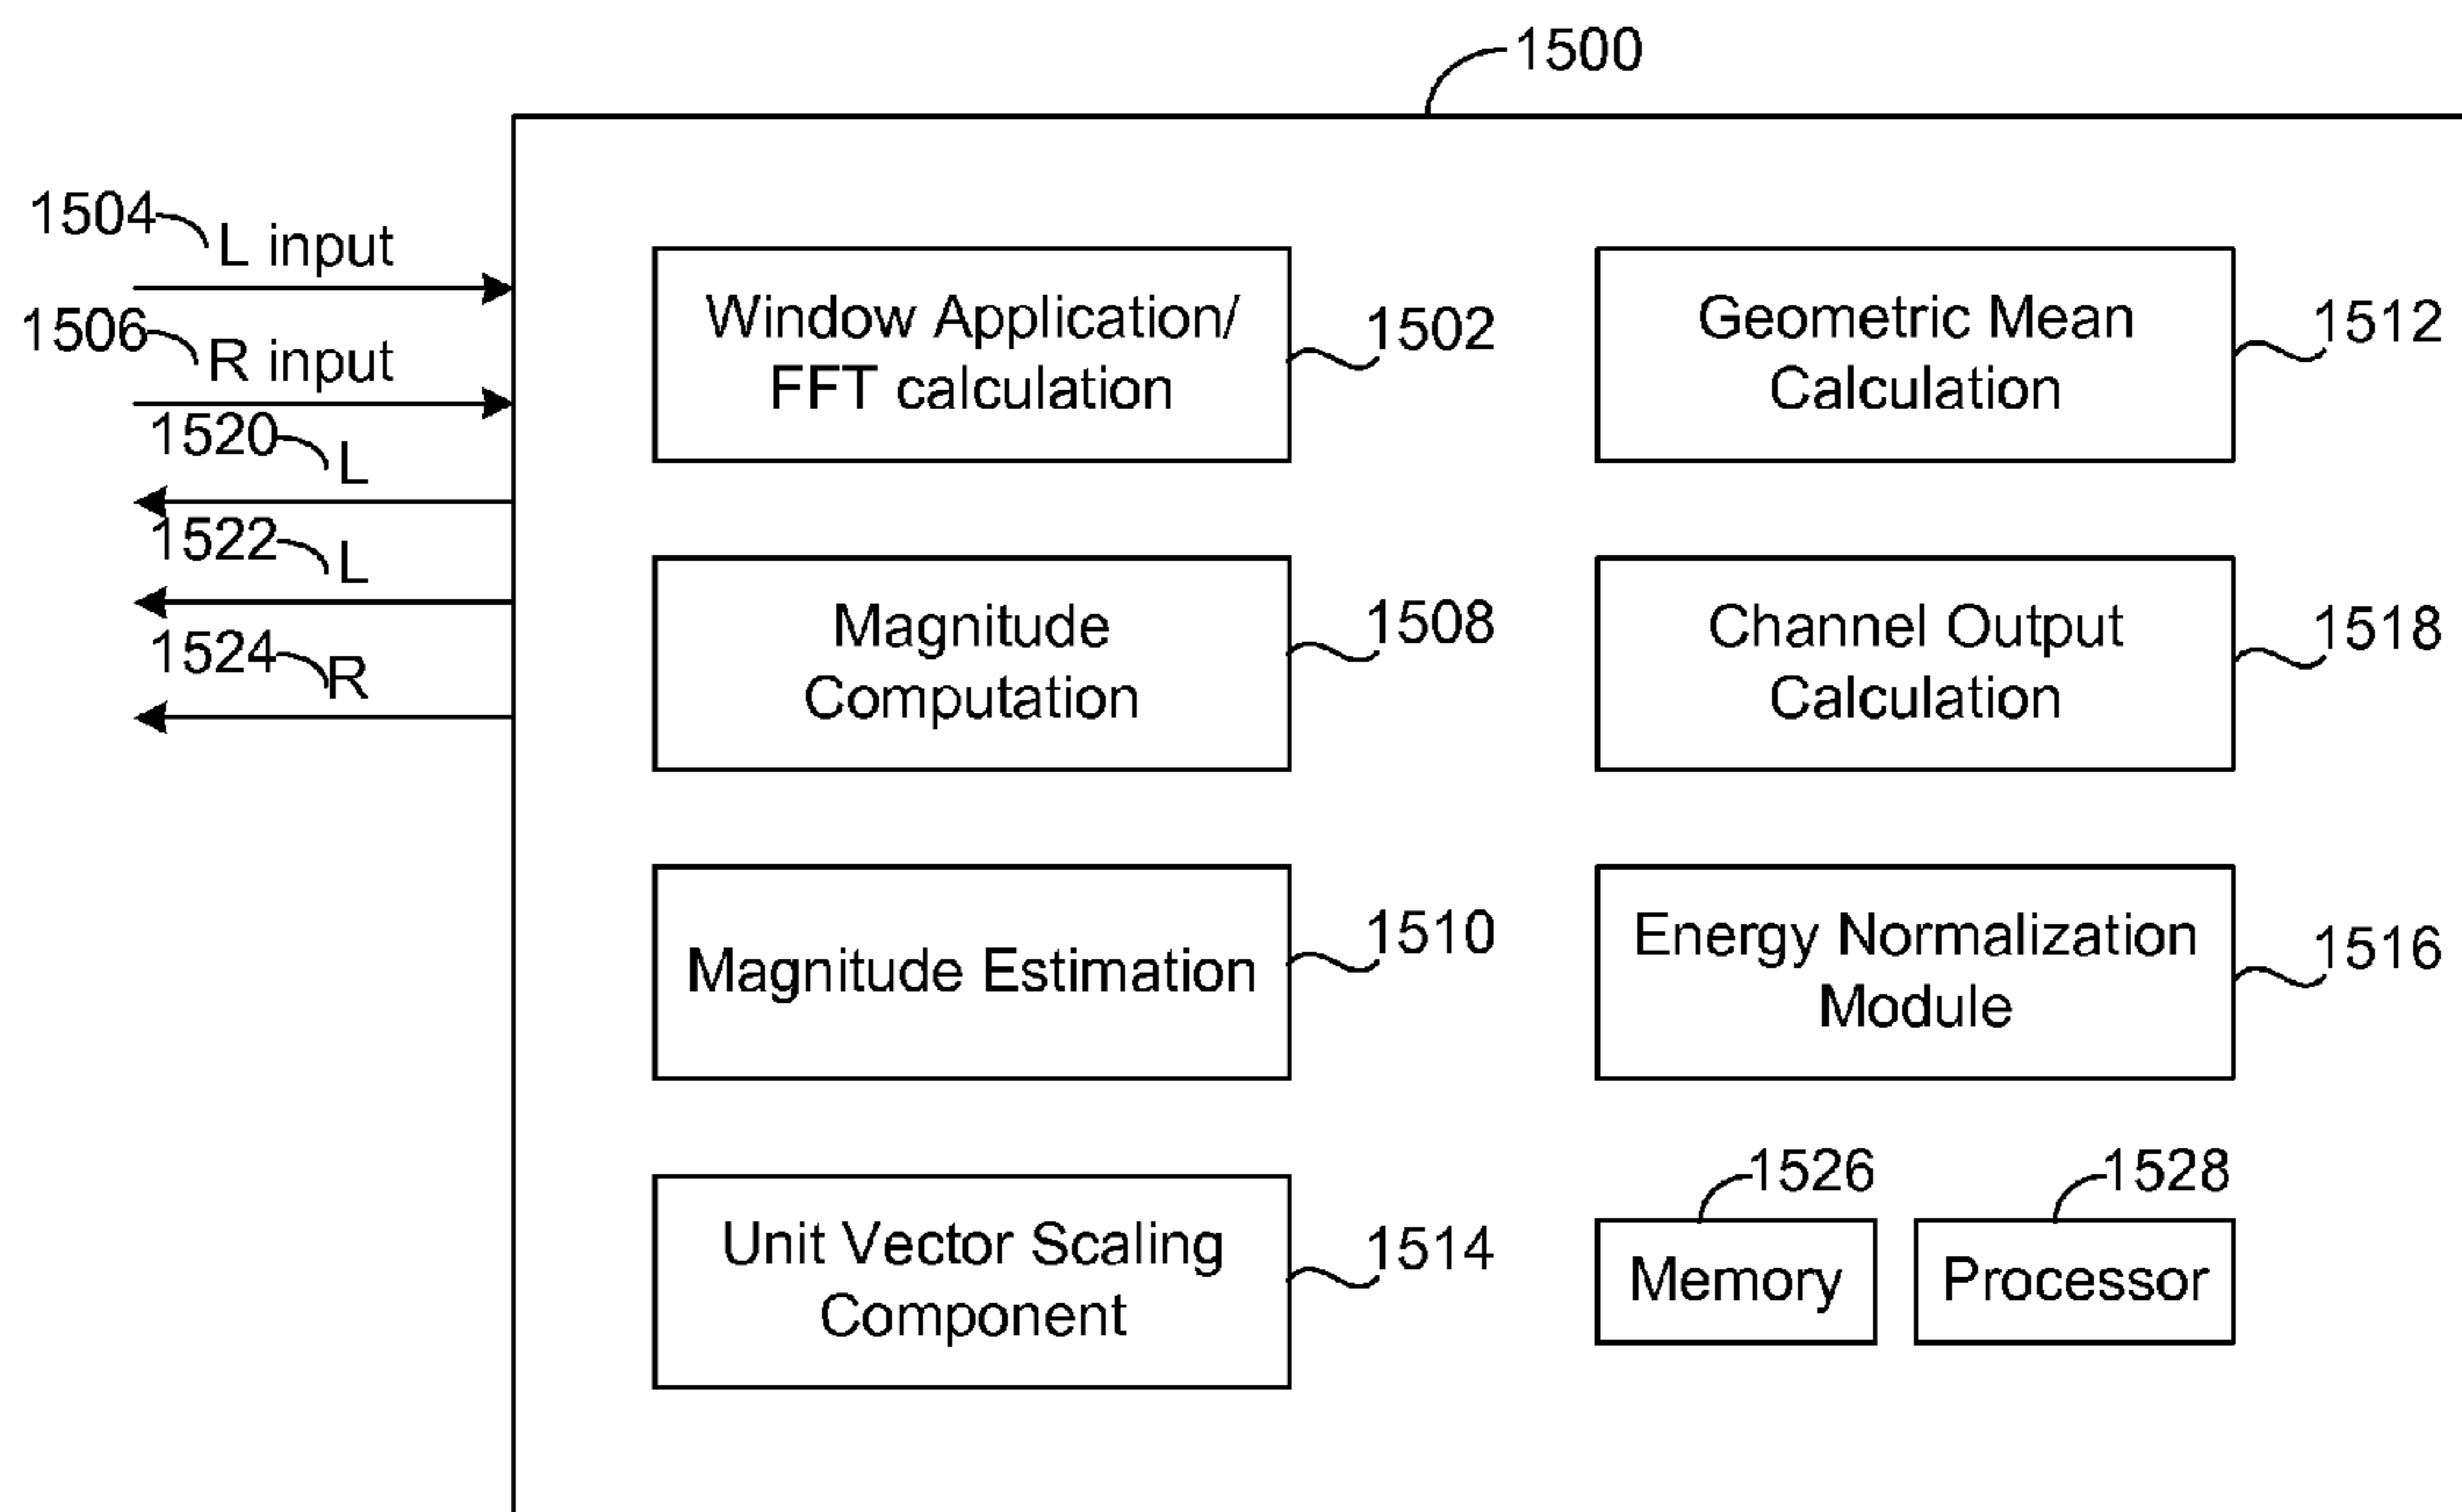 1500
1504
L input
1506
R input
1520
L
1522
L
1524
R
Window Application/
FFT calculation
1502
Geometric Mean
Calculation
1512
Magnitude
Computation
1508
Channel Output
Calculation
1518
Magnitude Estimation
1510
Energy Normalization
Module
1516
Unit Vector Scaling
Component
1514
1526
Memory
1528
Processor